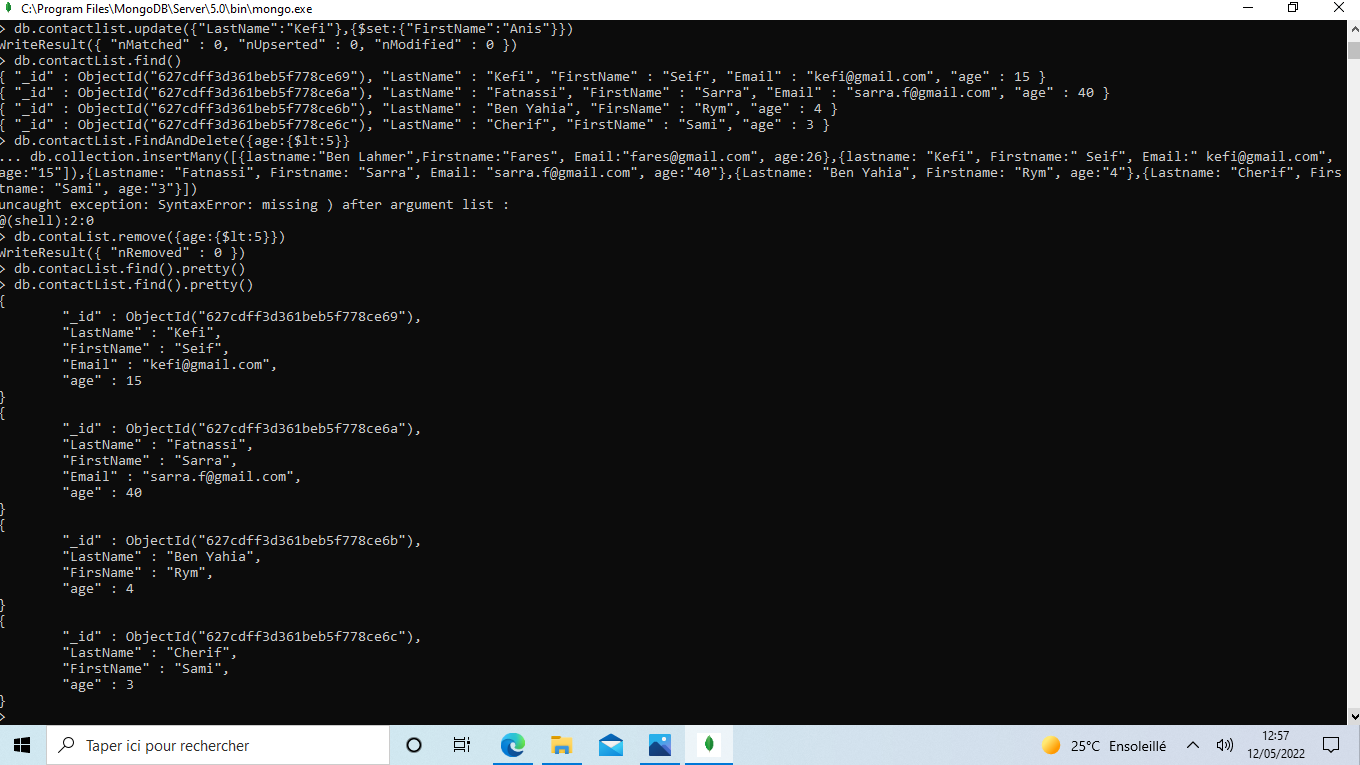 C:\Program Files\MongoDB\Server\5.0\bin\mongo.exe
> db.contactlist.update({"LastName":"Kefi"},{$set:{"FirstName":"Anis"}})
WriteResult({ "nMatched" : 0, "nUpserted" : 0, "nModified" : 0 })
> db.contactList.find()
{ "_id" : ObjectId("627cdff3d361beb5f778ce69"), "LastName" : "Kefi", "FirstName" : "Seif", "Email" : "kefi@gmail.com", "age" : 15 }
{ "_id" : ObjectId("627cdff3d361beb5f778ce6a"), "LastName" : "Fatnassi", "FirstName" : "Sarra", "Email" : "sarra.f@gmail.com", "age" : 40 }
{ "_id" : ObjectId("627cdff3d361beb5f778ce6b"), "LastName" : "Ben Yahia", "FirsName" : "Rym", "age" : 4 }
{ "_id" : ObjectId("627cdff3d361beb5f778ce6c"), "LastName" : "Cherif", "FirstName" : "Sami", "age" : 3 }
> db.contactList.FindAndDelete({age:{$lt:5}}
... db.collection.insertMany([{lastname:"Ben Lahmer",Firstname:"Fares", Email:"fares@gmail.com", age:26},{lastname: "Kefi", Firstname:" Seif", Email:" kefi@gmail.com",
age:"15"]),{Lastname: "Fatnassi", Firstname: "Sarra", Email: "sarra.f@gmail.com", age:"40"},{Lastname: "Ben Yahia", Firstname: "Rym", age:"4"},{Lastname: "Cherif", Firs
tname: "Sami", age:"3"}])
uncaught exception: SyntaxError: missing ) after argument list :
@(shell):2:0
> db.contaList.remove({age:{$lt:5}})
WriteResult({ "nRemoved" : 0 })
> db.contacList.find().pretty()
> db.contactList.find().pretty()
{
"_id" : ObjectId("627cdff3d361beb5f778ce69"),
"LastName" : "Kefi",
"FirstName" : "Seif",
"Email" : "kefi@gmail.com",
"age" : 15
}
{
"_id" : ObjectId("627cdff3d361beb5f778ce6a"),
"LastName" : "Fatnassi",
"FirstName" : "Sarra",
"Email" : "sarra.f@gmail.com",
"age" : 40
}
{
"_id" : ObjectId("627cdff3d361beb5f778ce6b"),
"LastName" : "Ben Yahia",
"FirsName" : "Rym",
"age" : 4
}
{
"_id" : ObjectId("627cdff3d361beb5f778ce6c"),
"LastName" : "Cherif",
"FirstName" : "Sami",
"age" : 3
}
>
Taper ici pour rechercher
25°C Ensoleillé
12:57
12/05/2022